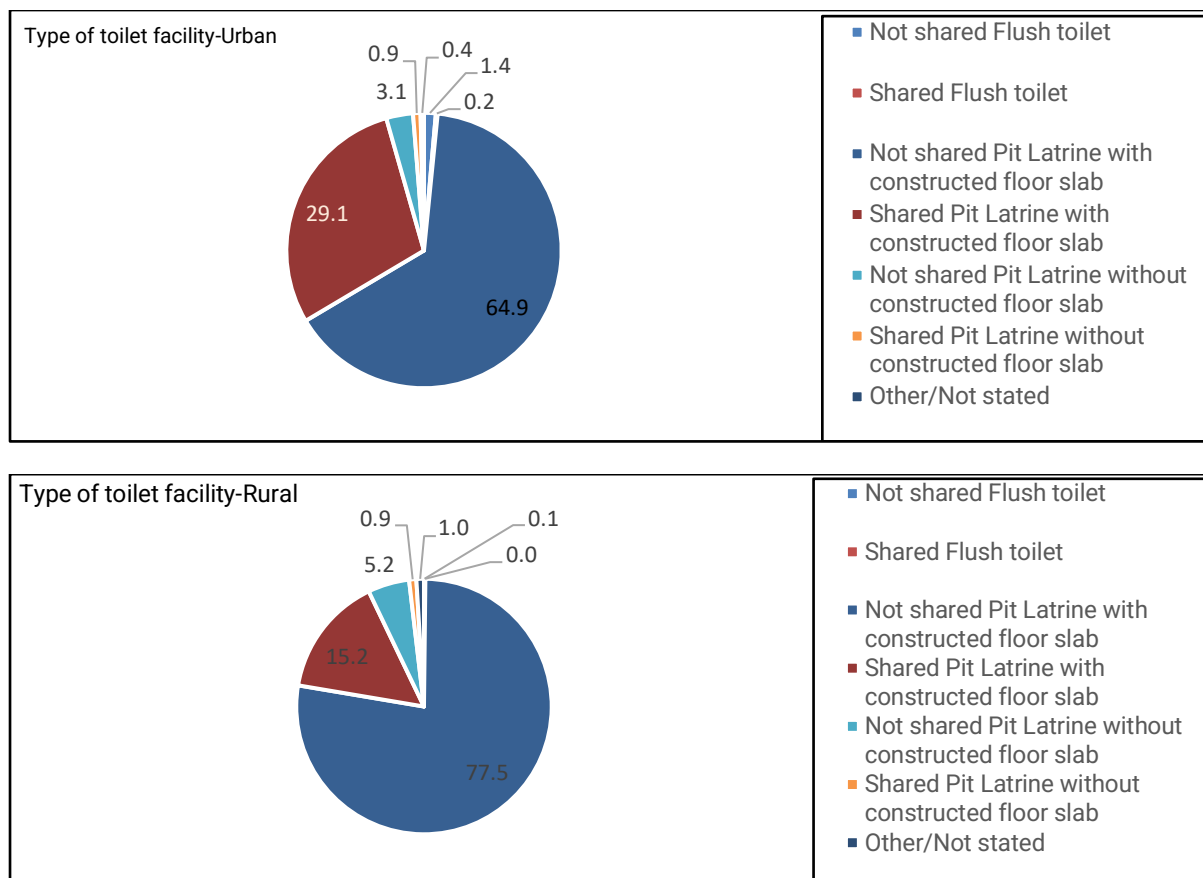 Type of toilet facility-Urban
0.9
0.4
1.4
3.1
0.2
29.1
64.9
Not shared Flush toilet
Shared Flush toilet
Not shared Pit Latrine with
constructed floor slab
Shared Pit Latrine with
constructed floor slab
Not shared Pit Latrine without
constructed floor slab
Shared Pit Latrine without
constructed floor slab
Other/Not stated
Type of toilet facility-Rural
0.9
1.0
0.1
5.2
0.0
15.2
77.5
Not shared Flush toilet
Shared Flush toilet
Not shared Pit Latrine with
constructed floor slab
Shared Pit Latrine with
constructed floor slab
Not shared Pit Latrine without
constructed floor slab
Shared Pit Latrine without
constructed floor slab
Other/Not stated